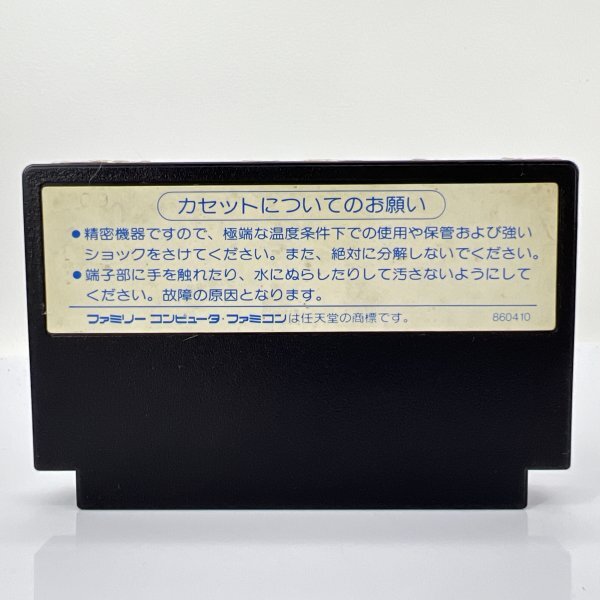 カセットについてのお願い
●精密機器ですので、極端な温度条件下での使用や保管および強い
ショックをさけてください。また、絶対に分解しないでください。
●端子部に手を触れたり、水にぬらしたりして汚さないようにして
ください。故障の原因となります。
ファミリー コンピュータ・ファミコンは任天堂の商標です。 860410